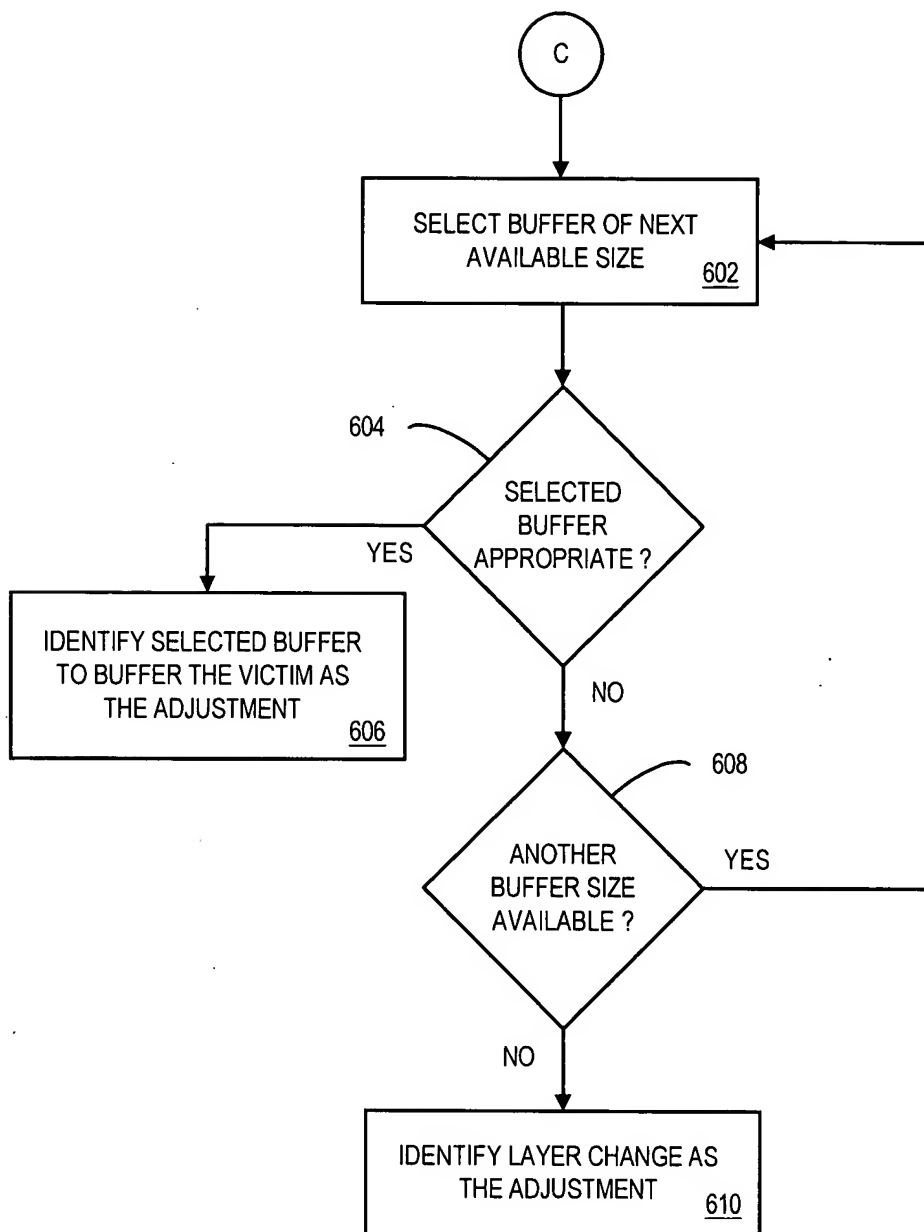 C
SELECT BUFFER OF NEXT
AVAILABLE SIZE
602
604
SELECTED
BUFFER
APPROPRIATE ?
YES
IDENTIFY SELECTED BUFFER
TO BUFFER THE VICTIM AS
THE ADJUSTMENT
606
NO
608
ANOTHER
BUFFER SIZE
AVAILABLE ?
YES
NO
IDENTIFY LAYER CHANGE AS
THE ADJUSTMENT
610